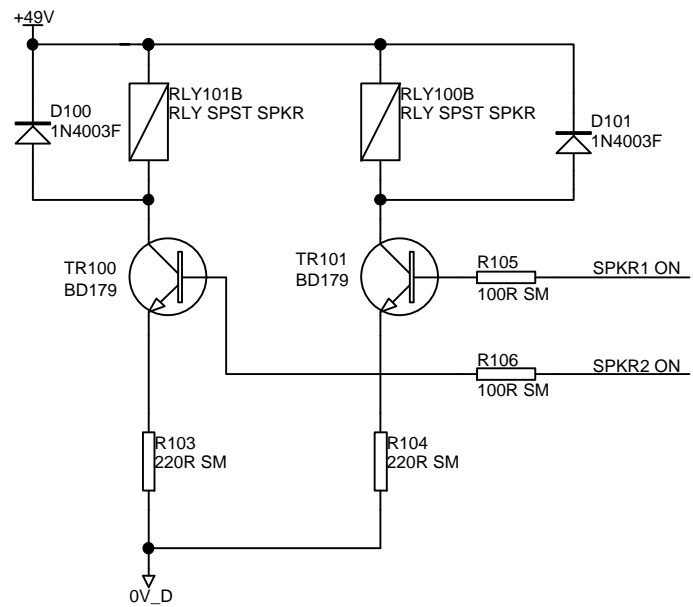 +49V
D100
1N4003F
RLY101B
RLY SPST SPKR
RLY100B
RLY SPST SPKR
D101
1N4003F
TR100
BD179
TR101
BD179
R105
100R SM
SPKR1 ON
R106
100R SM
SPKR2 ON
R103
220R SM
R104
220R SM
0V_D